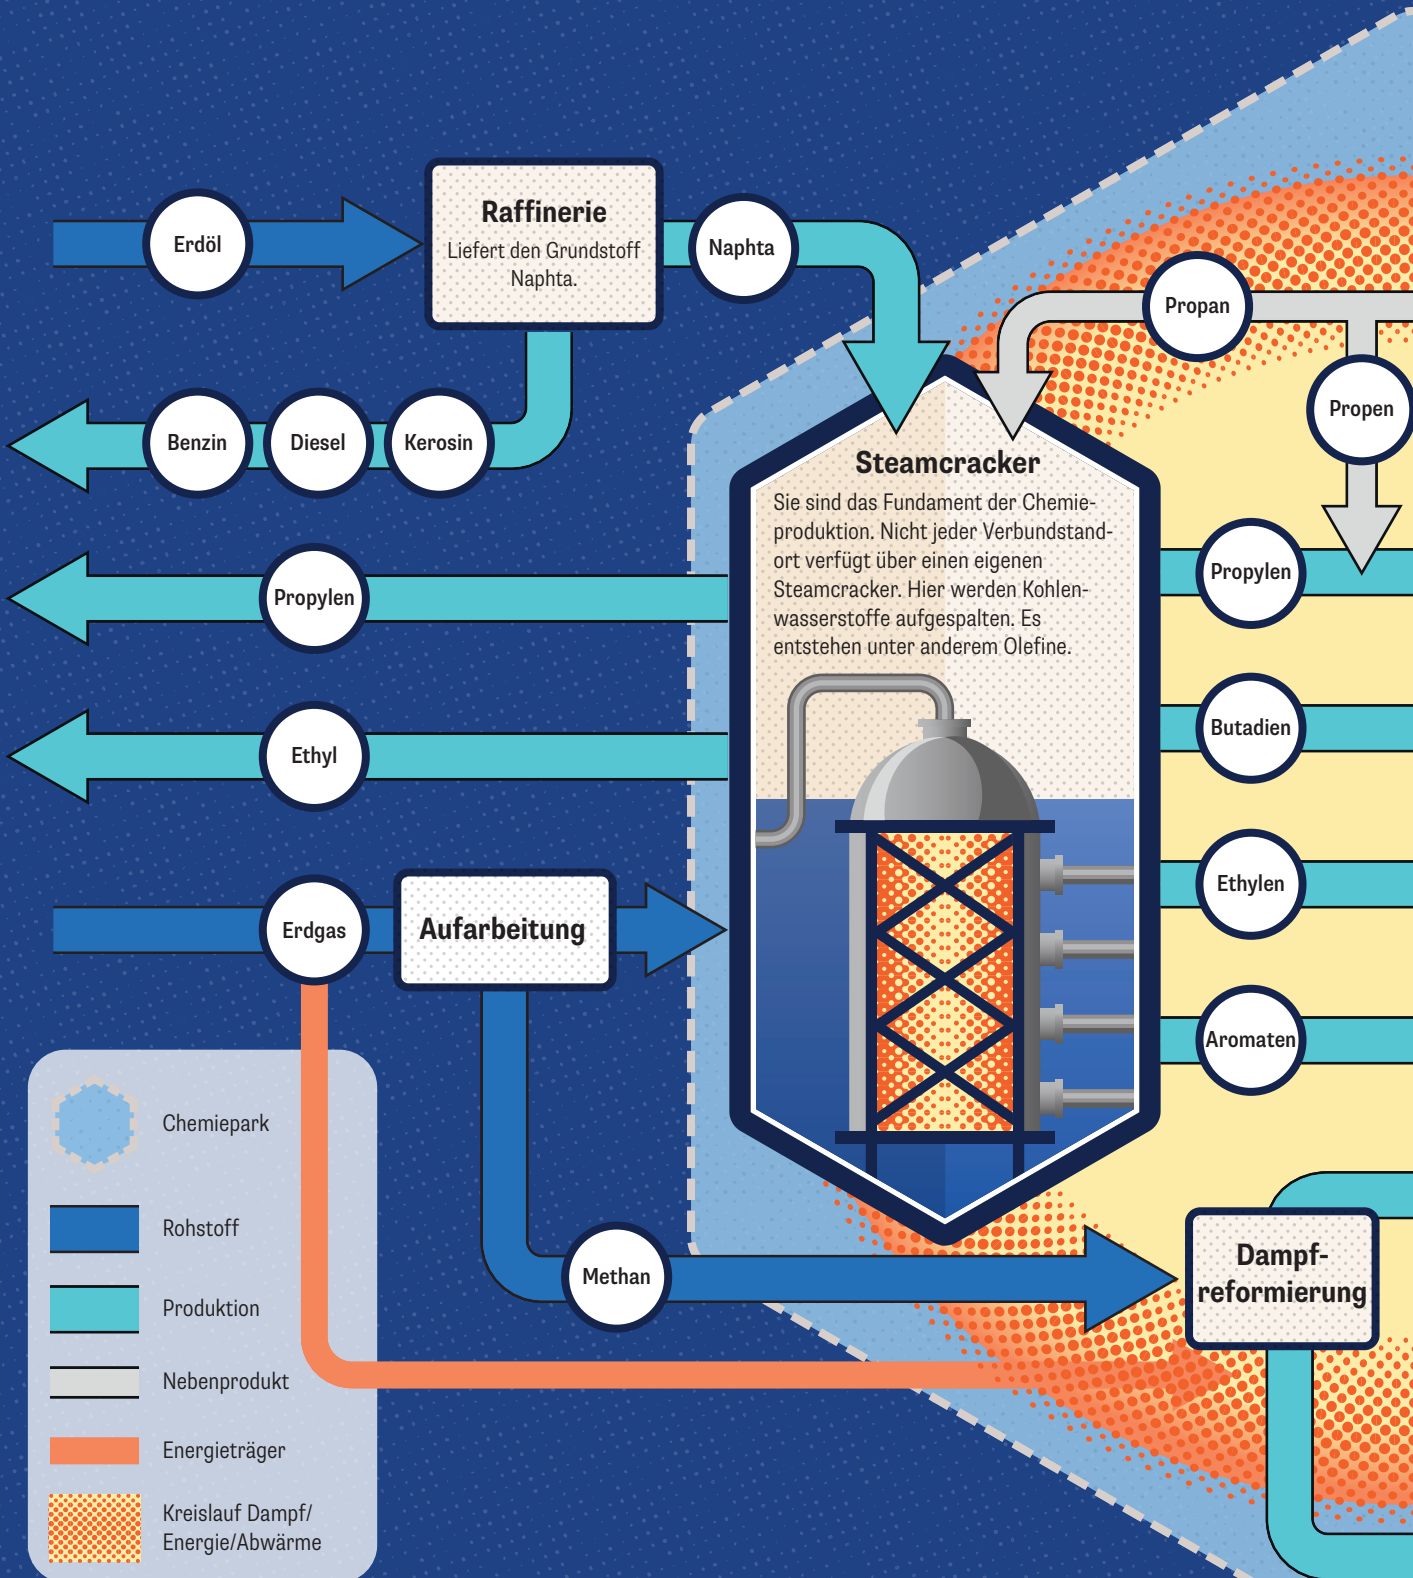 Raffinerie
Liefert den Grundstoff
Naphta.
Erdöl
Naphta
Propan
Propen
Benzin
Diesel
Kerosin
Steamcracker
Sie sind das Fundament der Chemie-
produktion. Nicht jeder Verbundstand-
ort verfügt über einen eigenen
Steamcracker. Hier werden Kohlen-
wasserstoffe aufgespalten. Es
entstehen unter anderem Olefine.
Propylen
Propylen
Ethyl
Butadien
Ethylen
Erdgas
Aufarbeitung
Aromaten
Methan
Dampf-
reformierung
Chemiepark
Rohstoff
Produktion
Nebenprodukt
Energieträger
Kreislauf Dampf/
Energie/Abwärme